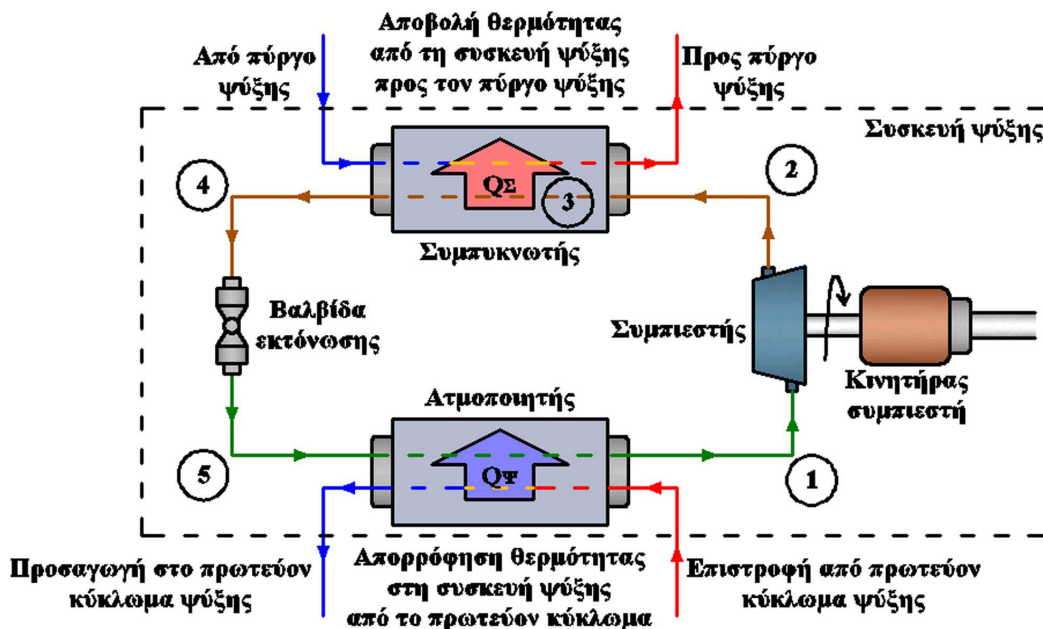 Αποβολή θερμότητας
από τη συσκευή ψύξης
προς τον πύργο ψύξης
Από πύργο
ψύξης
Προς πύργο
ψύξης
Συσκευή ψύξης
4
QΣ
3
2
Συμπυκνωτής
Βαλβίδα
εκτόνωσης
Συμπιεστής
Κινητήρας
συμπιεστή
Ατμοποιητής
5
QΨ
1
Προσαγωγή στο πρωτεύον
κύκλωμα ψύξης
Απορρόφηση θερμότητας
στη συσκευή ψύξης
από το πρωτεύον κύκλωμα
Επιστροφή από πρωτεύον
κύκλωμα ψύξης